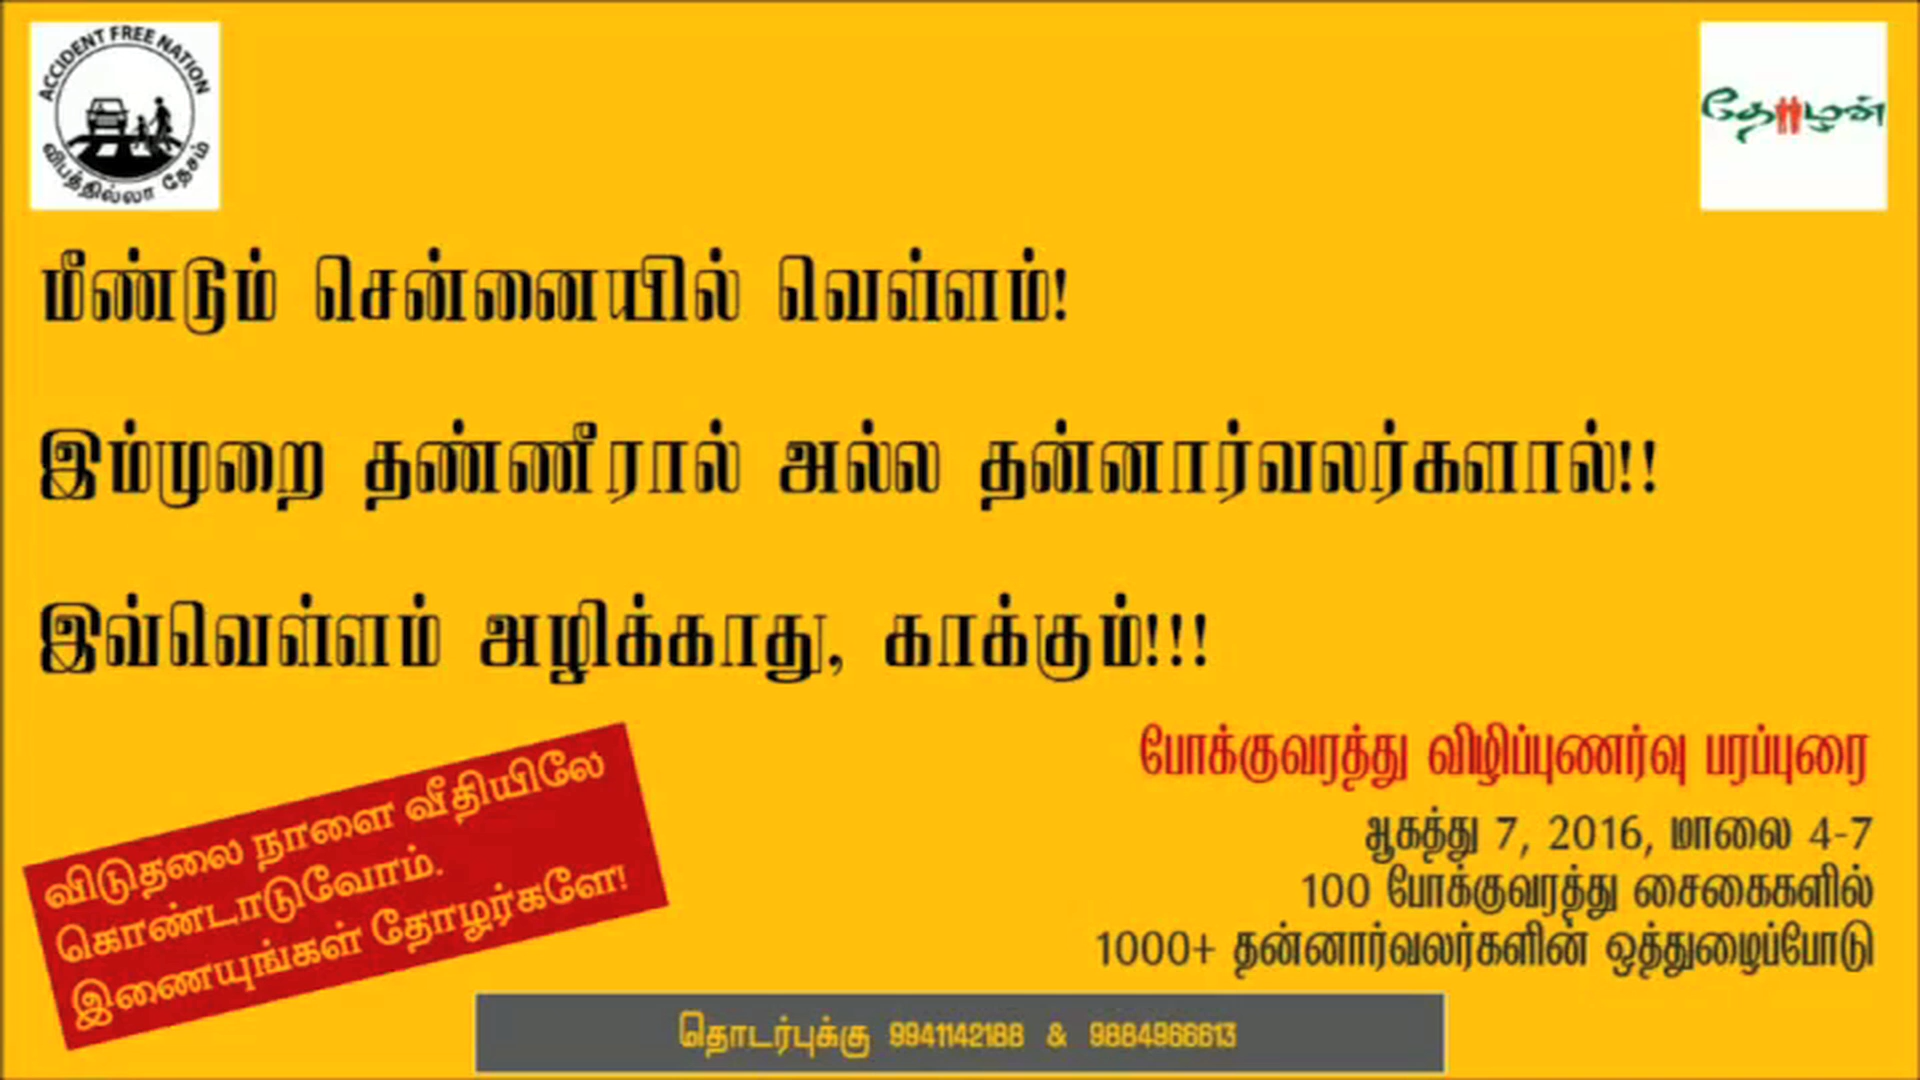 ACCIDENT FREE NATION
விபத்தில்லா தேசம்
தோழன்
மீண்டும் சென்னையில் வெள்ளம்!
இம்முறை தண்ணீரால் அல்ல தன்னார்வலர்களால்!!
இவ்வெள்ளம் அழிக்காது, காக்கும்!!!
போக்குவரத்து விழிப்புணர்வு பரப்புரை
ஆகத்து 7, 2016, மாலை 4-7
100 போக்குவரத்து சைகைகளில்
1000+ தன்னார்வலர்களின் ஒத்துழைப்போடு
விடுதலை நாளை வீதியிலே
கொண்டாடுவோம்.
இணையுங்கள் தோழர்களே!
தொடர்புக்கு 9941142188 & 9884966613